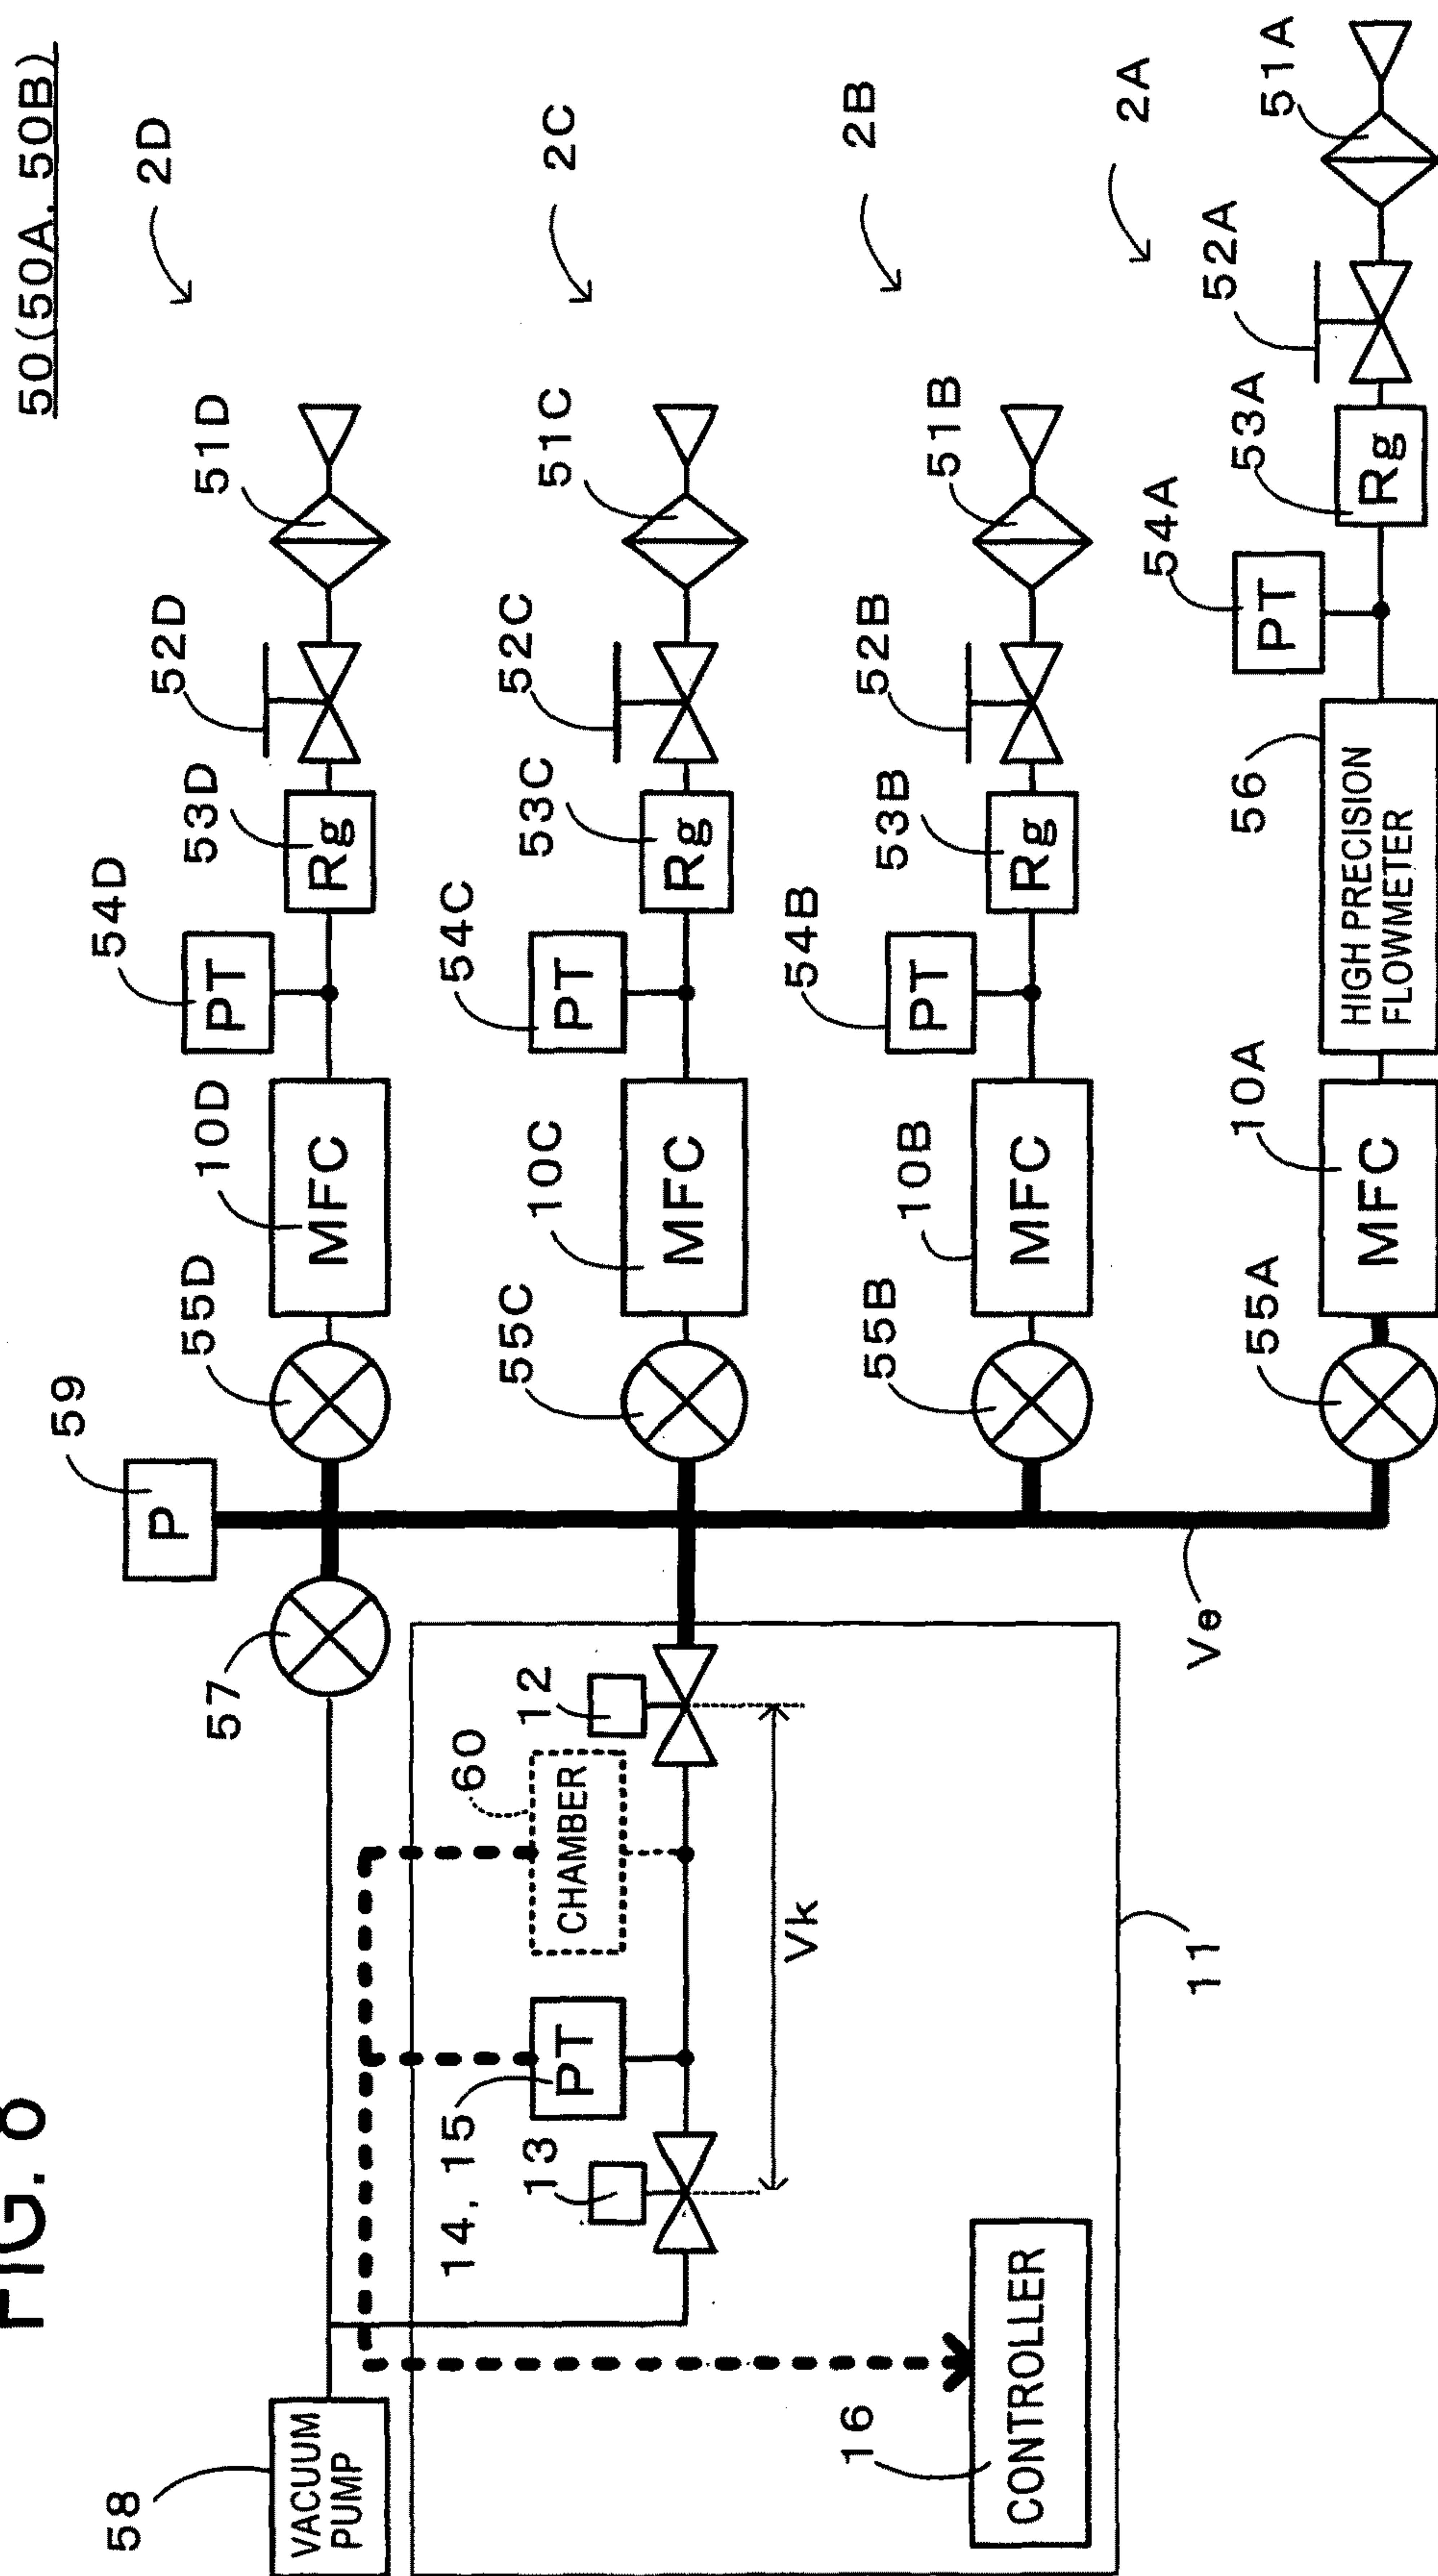 FIG. 8
50(50A. 50B)
58
VACUUM
PUMP
57
59
P
54D
PT
55D
10D
MFC
53D
Rg
52D
51D
2D
14, 15
PT
13
60
CHAMBER
12
Vk
55C
10C
MFC
54C
PT
53C
Rg
52C
51C
2C
16
CONTROLLER
11
55B
10B
MFC
54B
PT
53B
Rg
52B
51B
2B
Ve
55A
10A
MFC
56
HIGH PRECISION
FLOWMETER
54A
PT
53A
Rg
52A
51A
2A